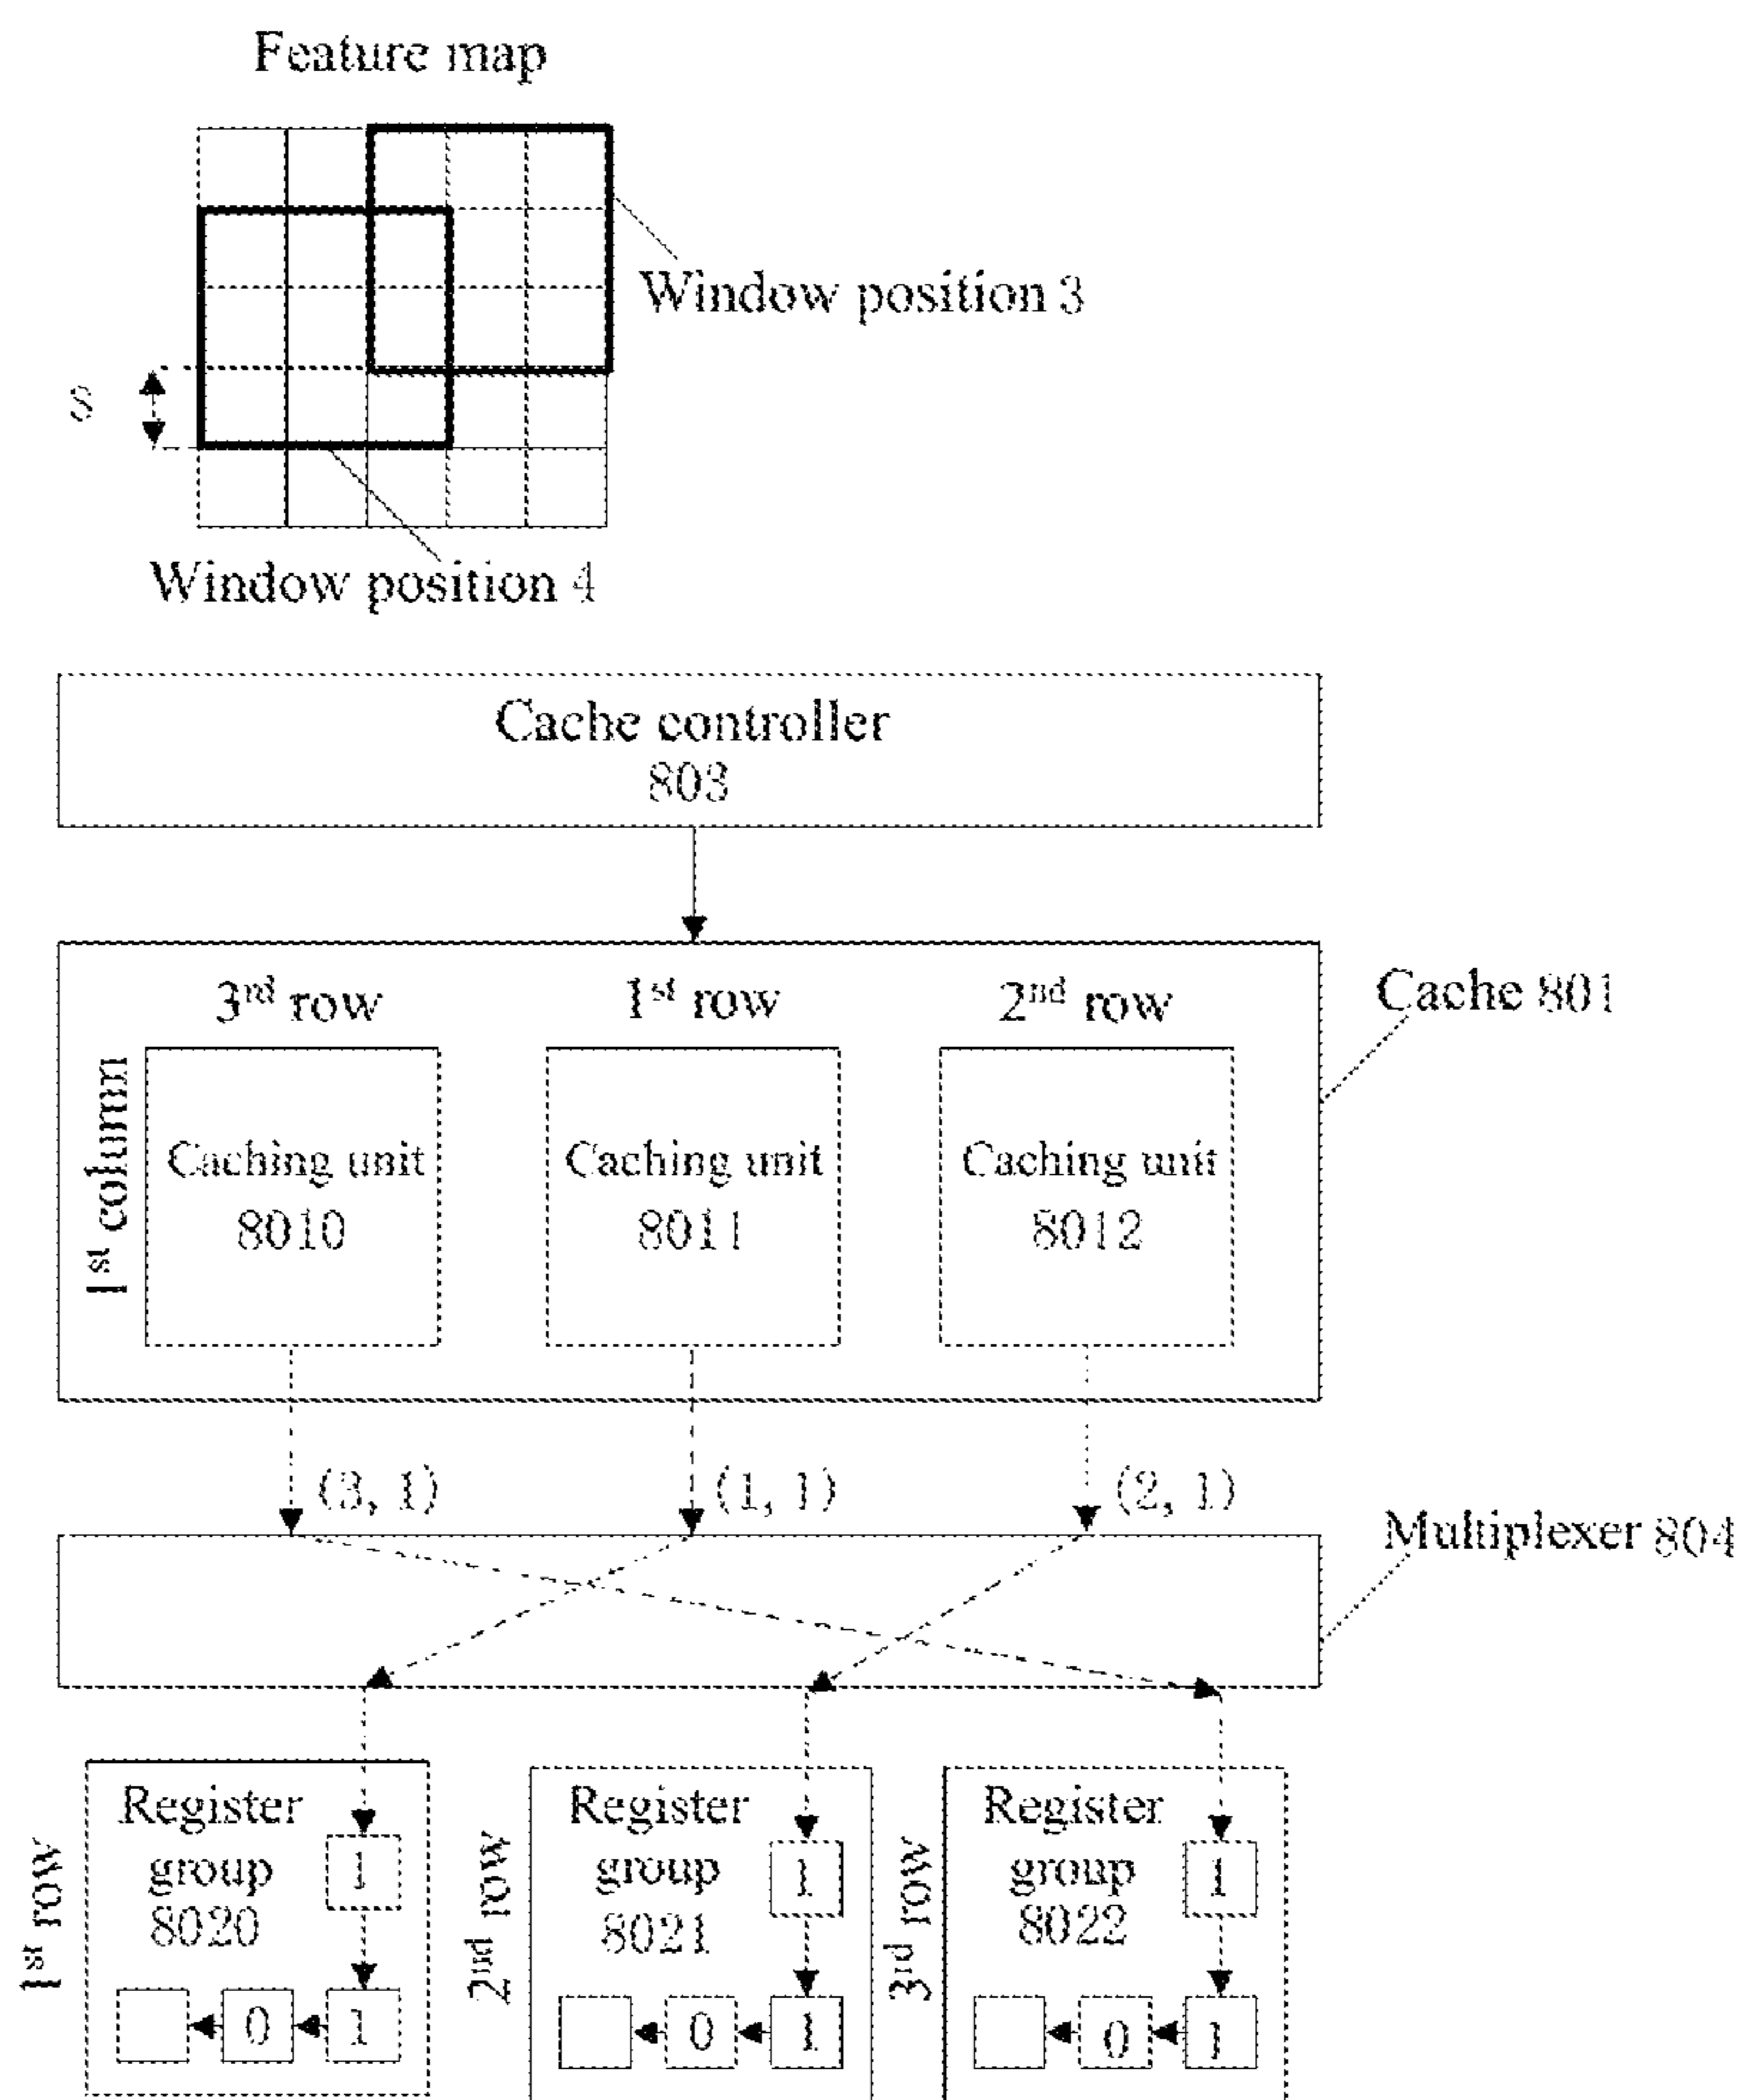 Feature map
Window position 3
s
Window position 4
Cache controller
803
3rd row
1st row
2nd row
Cache 801
1st column
Caching unit
8010
Caching unit
8011
Caching unit
8012
(3, 1)
(1, 1)
(2, 1)
Multiplexer 804
1st row
Register
group
8020
1
0
1
2nd row
Register
group
8021
1
0
1
3rd row
Register
group
8022
1
0
1